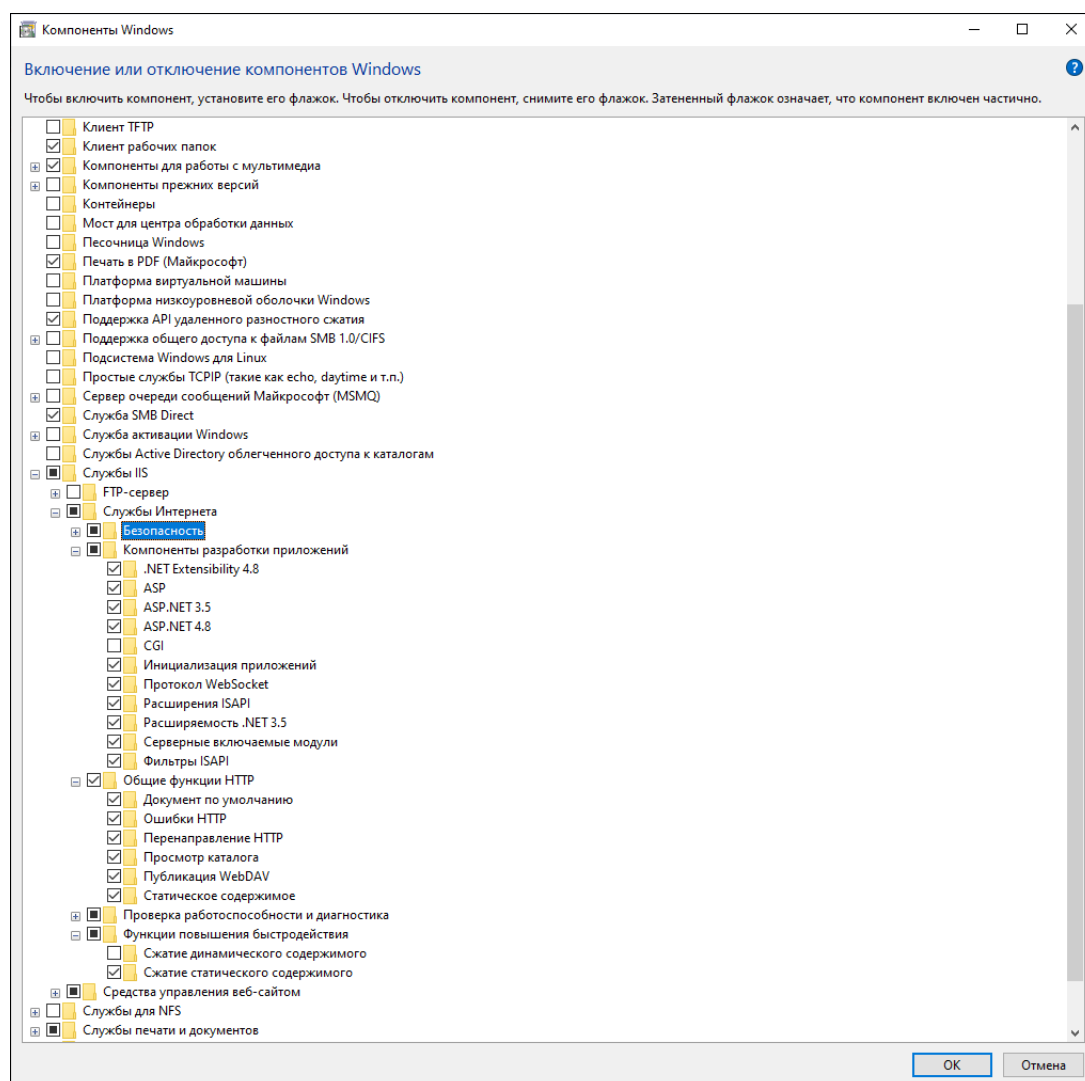 Компоненты Windows
Включение или отключение компонентов Windows
Чтобы включить компонент, установите его флажок. Чтобы отключить компонент, снимите его флажок. Затененный флажок означает, что компонент включен частично.
Клиент TFTP
Клиент рабочих папок
Компоненты для работы с мультимедиа
Компоненты прежних версий
Контейнеры
Мост для центра обработки данных
Песочница Windows
Печать в PDF (Майкрософт)
Платформа виртуальной машины
Платформа низкоуровневой оболочки Windows
Поддержка API удаленного разностного сжатия
Поддержка общего доступа к файлам SMB 1.0/CIFS
Подсистема Windows для Linux
Простые службы TCPIP (такие как echo, daytime и т.п.)
Сервер очереди сообщений Майкрософт (MSMQ)
Служба SMB Direct
Служба активации Windows
Службы Active Directory облегченного доступа к каталогам
Службы IIS
FTP-сервер
Службы Интернета
Безопасность
Компоненты разработки приложений
.NET Extensibility 4.8
ASP
ASP.NET 3.5
ASP.NET 4.8
CGI
Инициализация приложений
Протокол WebSocket
Расширения ISAPI
Расширяемость .NET 3.5
Серверные включаемые модули
Фильтры ISAPI
Общие функции HTTP
Документ по умолчанию
Ошибки HTTP
Перенаправление HTTP
Просмотр каталога
Публикация WebDAV
Статическое содержимое
Проверка работоспособности и диагностика
Функции повышения быстродействия
Сжатие динамического содержимого
Сжатие статического содержимого
Средства управления веб-сайтом
Службы для NFS
Службы печати и документов
ОК Отмена